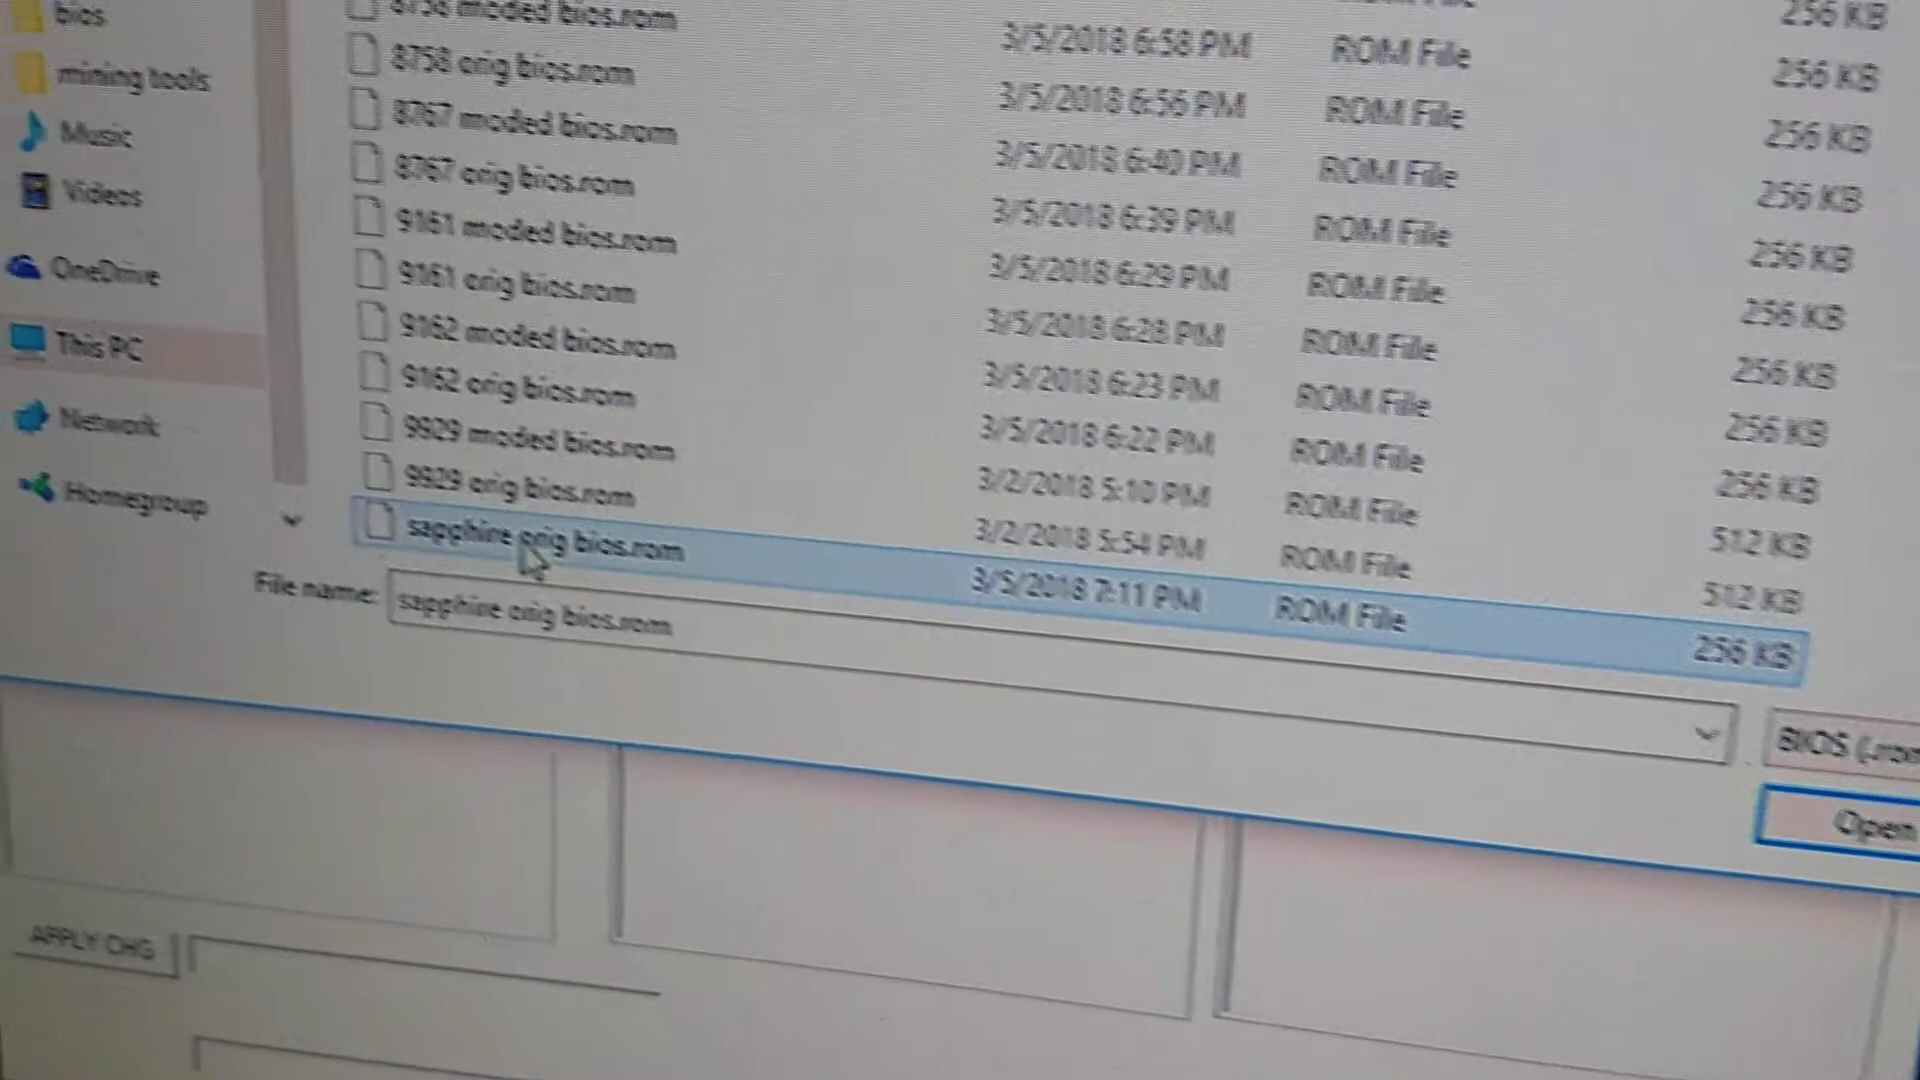 bios
mining tools
Music
Videos
OneDrive
This PC
Network
Homegroup
8758 moded bios.rom
8758 orig bios.rom
8767 moded bios.rom
8767 orig bios.rom
9161 moded bios.rom
9161 orig bios.rom
9162 moded bios.rom
9162 orig bios.rom
9929 moded bios.rom
9929 orig bios.rom
sapphire orig bios.rom
3/5/2018 6:58 PM
3/5/2018 6:56 PM
3/5/2018 6:40 PM
3/5/2018 6:39 PM
3/5/2018 6:29 PM
3/5/2018 6:28 PM
3/5/2018 6:23 PM
3/5/2018 6:22 PM
3/2/2018 5:10 PM
3/2/2018 5:54 PM
3/5/2018 7:11 PM
ROM File
ROM File
ROM File
ROM File
ROM File
ROM File
ROM File
ROM File
ROM File
ROM File
ROM File
256 KB
256 KB
256 KB
256 KB
256 KB
256 KB
256 KB
256 KB
256 KB
512 KB
512 KB
256 KB
File name: sapphire orig bios.rom
BIOS (.rom
Open
APPLY CHG